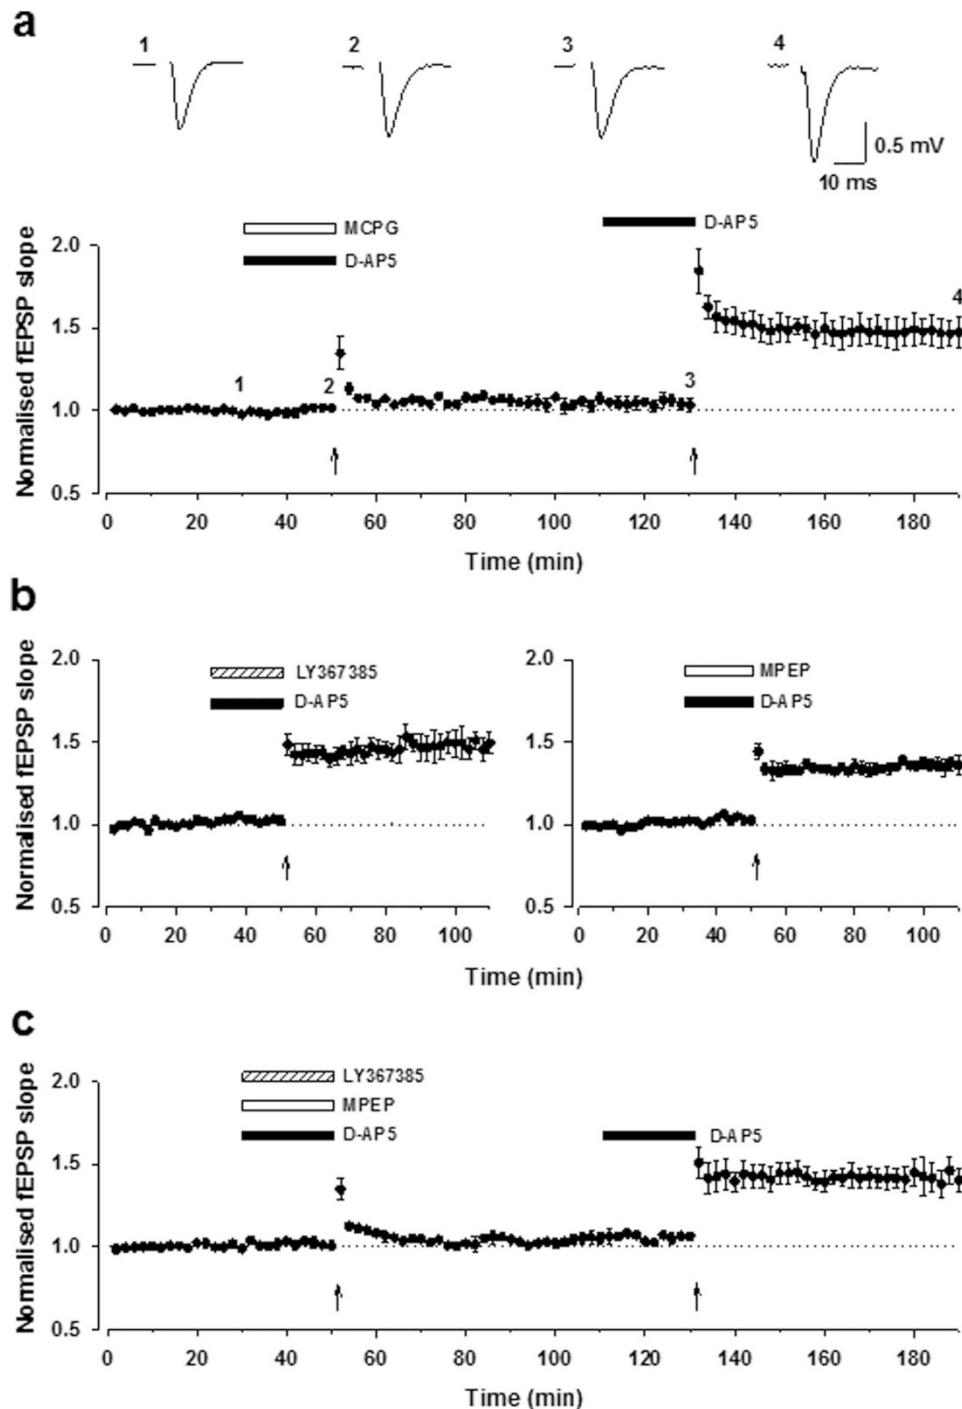 a
1 2 3 4
0.5 mV
10 ms
MCPG D-AP5
D-AP5
2.0
1.5
1.0
0.5
1 2 3 4
Normalised fEPSP slope
0 20 40 60 80 100 120 140 160 180
Time (min)
b
2.0
1.5
1.0
0.5
LY367385
D-AP5
Normalised fEPSP slope
0 20 40 60 80 100
MPEP
D-AP5
2.0
1.5
1.0
0.5
0 20 40 60 80 100
Time (min)
c
2.0
1.5
1.0
0.5
LY367385
MPEP
D-AP5 D-AP5
Normalised fEPSP slope
0 20 40 60 80 100 120 140 160 180
Time (min)